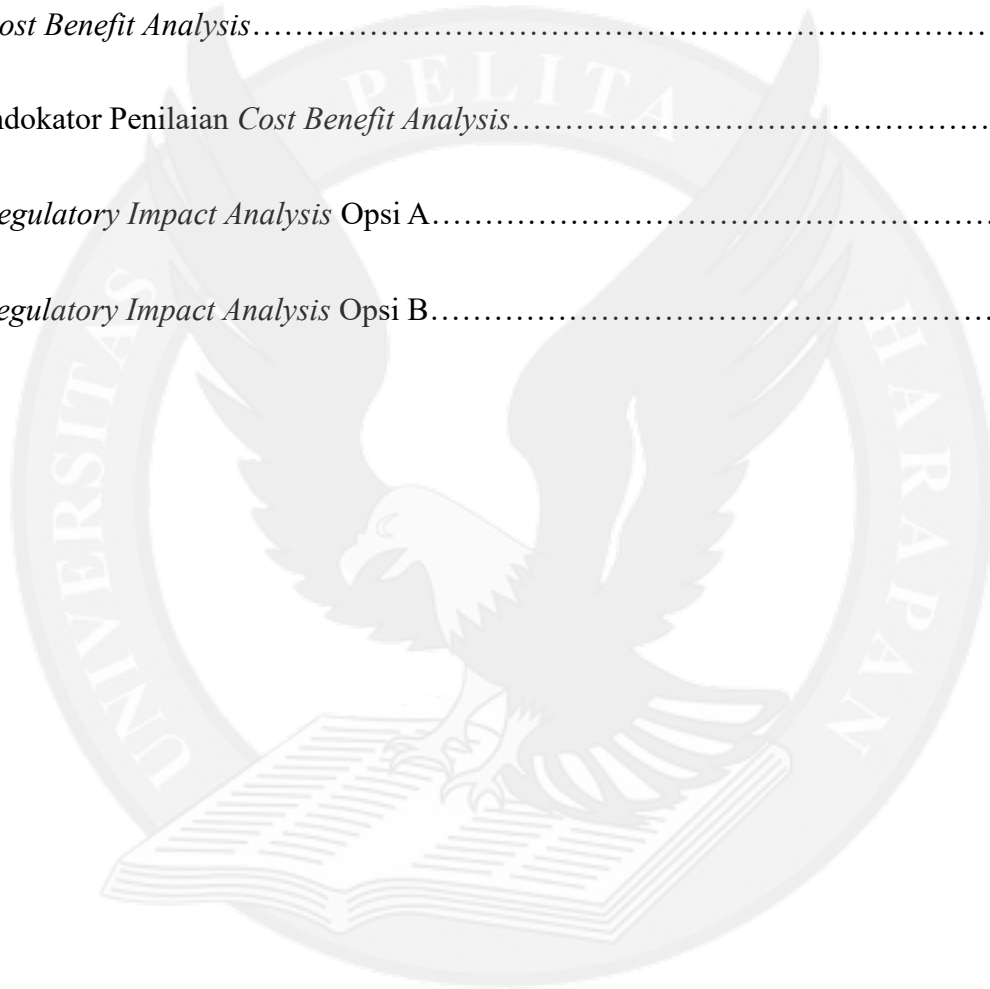 ost Benefit Analysis……………………………………………………………
ndokator Penilaian Cost Benefit Analysis………………………………………
egulatory Impact Analysis Opsi A………………………………………………
egulatory Impact Analysis Opsi B………………………………………………
UNIVERSITAS PELITA HARAPAN